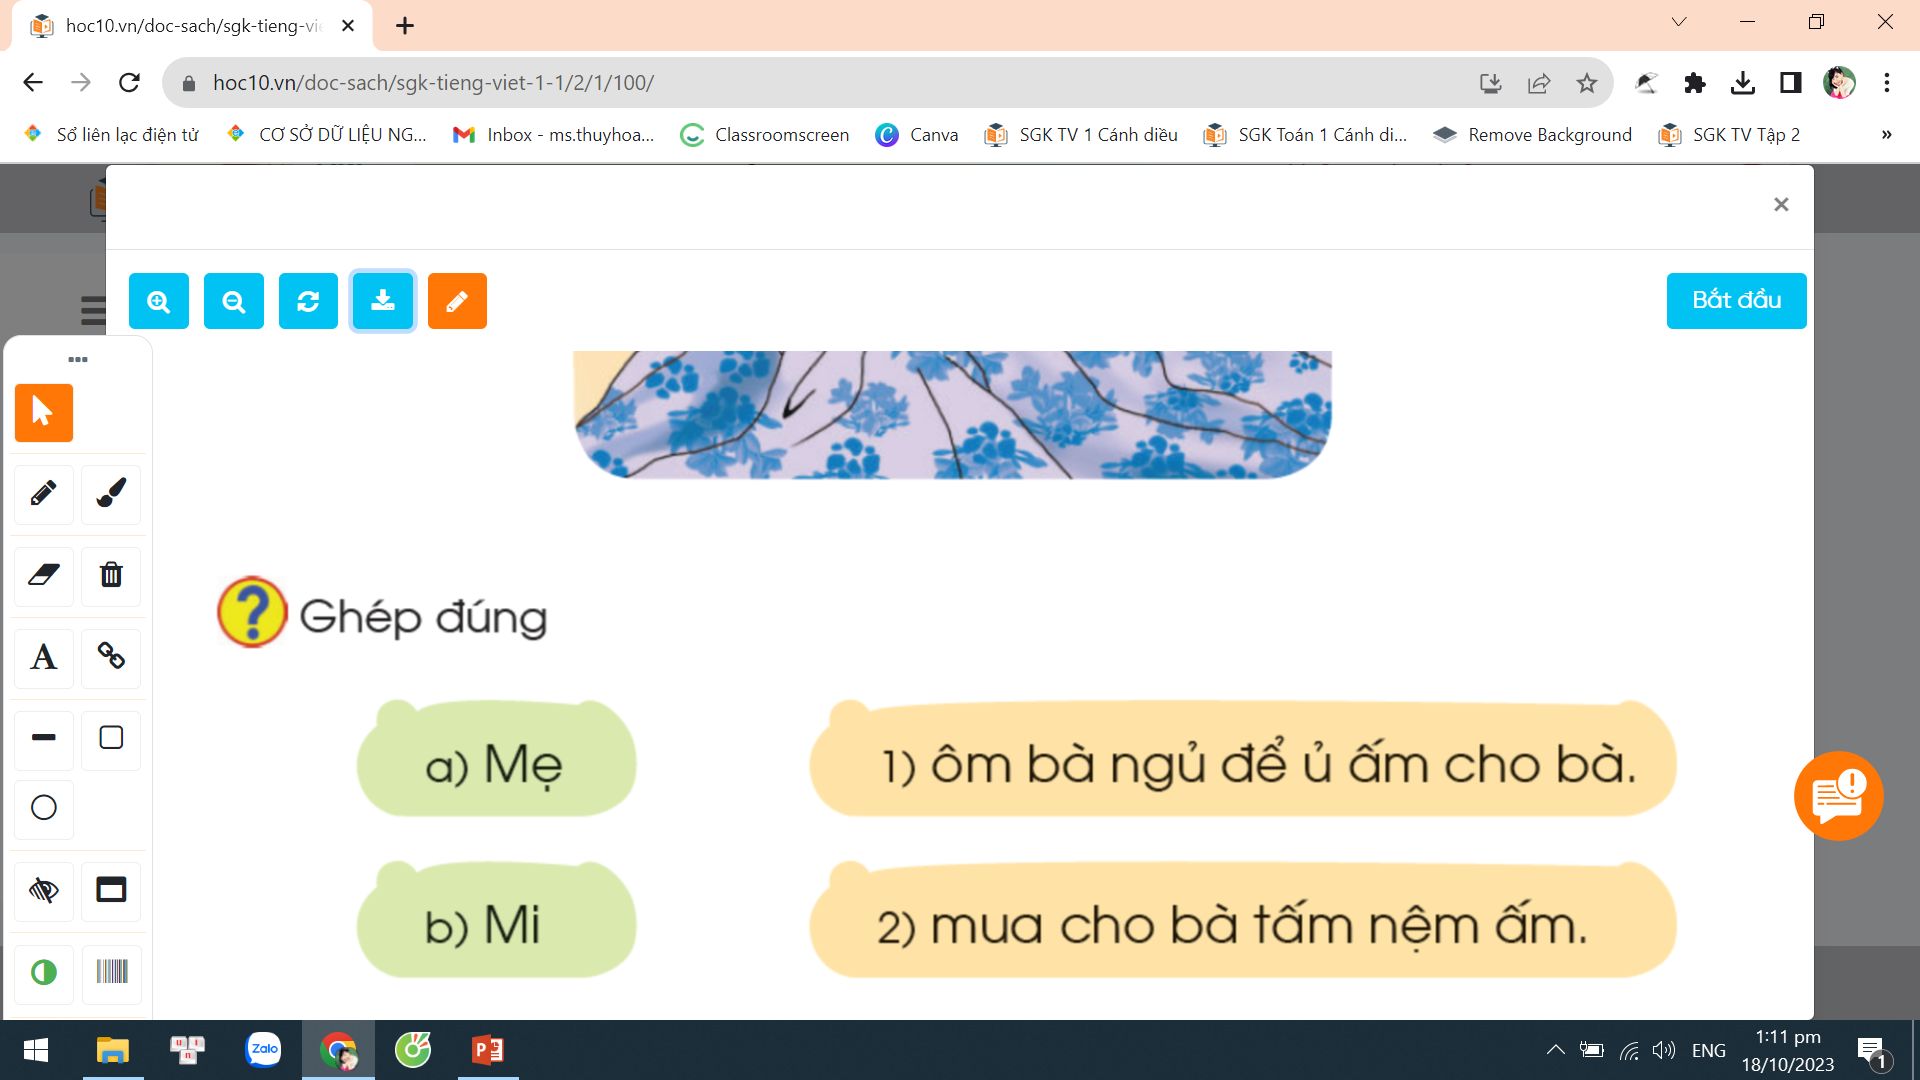 hoc10.vn/doc-sach/sgk-tieng-vie
hoc10.vn/doc-sach/sgk-tieng-viet-1-1/2/1/100/
Sổ liên lạc điện tử
CƠ SỞ DỮ LIỆU NG...
Inbox - ms.thuyhoa...
Classroomscreen
Canva
SGK TV 1 Cánh diều
SGK Toán 1 Cánh di...
Remove Background
SGK TV Tập 2
»
Bắt đầu
A
? Ghép đúng
a) Mẹ
1) ôm bà ngủ để ủ ấm cho bà.
b) Mi
2) mua cho bà tấm nệm ấm.
u i n
Zalo
ENG
1:11 pm
18/10/2023
1